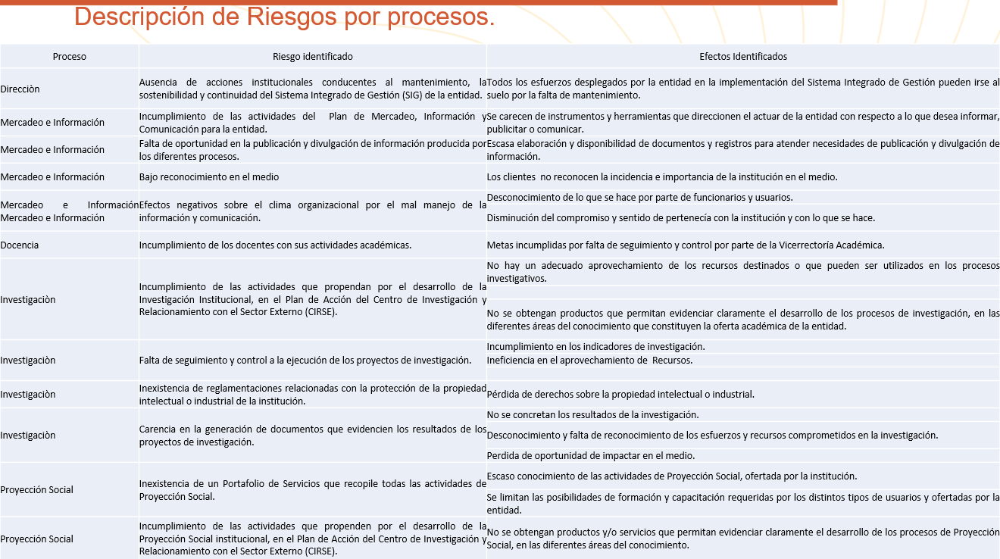 Descripción de Riesgos por procesos.
Proceso
Riesgo identificado
Efectos Identificados
Direcciòn
Ausencia de acciones institucionales conducentes al mantenimiento, la
sostenibilidad y continuidad del Sistema Integrado de Gestión (SIG) de la entidad.
Todos los esfuerzos desplegados por la entidad en la implementación del Sistema Integrado de Gestión pueden irse al
suelo por la falta de mantenimiento.
Mercadeo e Información
Incumplimiento de las actividades del Plan de Mercadeo, Información y
Comunicación para la entidad.
Se carecen de instrumentos y herramientas que direccionen el actuar de la entidad con respecto a lo que desea informar,
publicitar o comunicar.
Mercadeo e Información
Falta de oportunidad en la publicación y divulgación de información producida por
los diferentes procesos.
Escasa elaboración y disponibilidad de documentos y registros para atender necesidades de publicación y divulgación de
información.
Mercadeo e Información
Bajo reconocimiento en el medio
Los clientes no reconocen la incidencia e importancia de la institución en el medio.
Mercadeo e Información
Mercadeo e Información
Efectos negativos sobre el clima organizacional por el mal manejo de la
información y comunicación.
Desconocimiento de lo que se hace por parte de funcionarios y usuarios.
Disminución del compromiso y sentido de pertenecía con la institución y con lo que se hace.
Docencia
Incumplimiento de los docentes con sus actividades académicas.
Metas incumplidas por falta de seguimiento y control por parte de la Vicerrectoría Académica.
Investigaciòn
Incumplimiento de las actividades que propendan por el desarrollo de la
Investigación Institucional, en el Plan de Acción del Centro de Investigación y
Relacionamiento con el Sector Externo (CIRSE).
No hay un adecuado aprovechamiento de los recursos destinados o que pueden ser utilizados en los procesos
investigativos.
No se obtengan productos que permitan evidenciar claramente el desarrollo de los procesos de investigación, en las
diferentes áreas del conocimiento que constituyen la oferta académica de la entidad.
Investigaciòn
Falta de seguimiento y control a la ejecución de los proyectos de investigación.
Incumplimiento en los indicadores de investigación.
Ineficiencia en el aprovechamiento de Recursos.
Investigaciòn
Inexistencia de reglamentaciones relacionadas con la protección de la propiedad
intelectual o industrial de la institución.
Pérdida de derechos sobre la propiedad intelectual o industrial.
Investigaciòn
Carencia en la generación de documentos que evidencien los resultados de los
proyectos de investigación.
No se concretan los resultados de la investigación.
Desconocimiento y falta de reconocimiento de los esfuerzos y recursos comprometidos en la investigación.
Perdida de oportunidad de impactar en el medio.
Proyección Social
Inexistencia de un Portafolio de Servicios que recopile todas las actividades de
Proyección Social.
Escaso conocimiento de las actividades de Proyección Social, ofertada por la institución.
Se limitan las posibilidades de formación y capacitación requeridas por los distintos tipos de usuarios y ofertadas por la
entidad.
Proyección Social
Incumplimiento de las actividades que propenden por el desarrollo de la
Proyección Social institucional, en el Plan de Acción del Centro de Investigación y
Relacionamiento con el Sector Externo (CIRSE).
No se obtengan productos y/o servicios que permitan evidenciar claramente el desarrollo de los procesos de Proyección
Social, en las diferentes áreas del conocimiento.